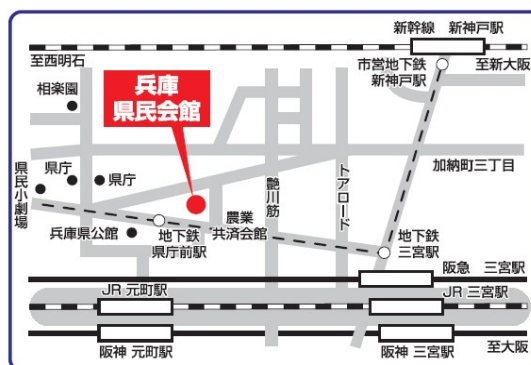 新幹線 新神戸駅
至西明石
市営地下鉄
新神戸駅
至新大阪
相楽園
兵庫
県民会館
加納町三丁目
県民小劇場
県庁
県庁
鯉川筋
トアロード
兵庫県公館
地下鉄
県庁前駅
農業
共済会館
地下鉄
三宮駅
阪急 三宮駅
JR 元町駅
JR 三宮駅
阪神 元町駅
阪神 三宮駅
至大阪